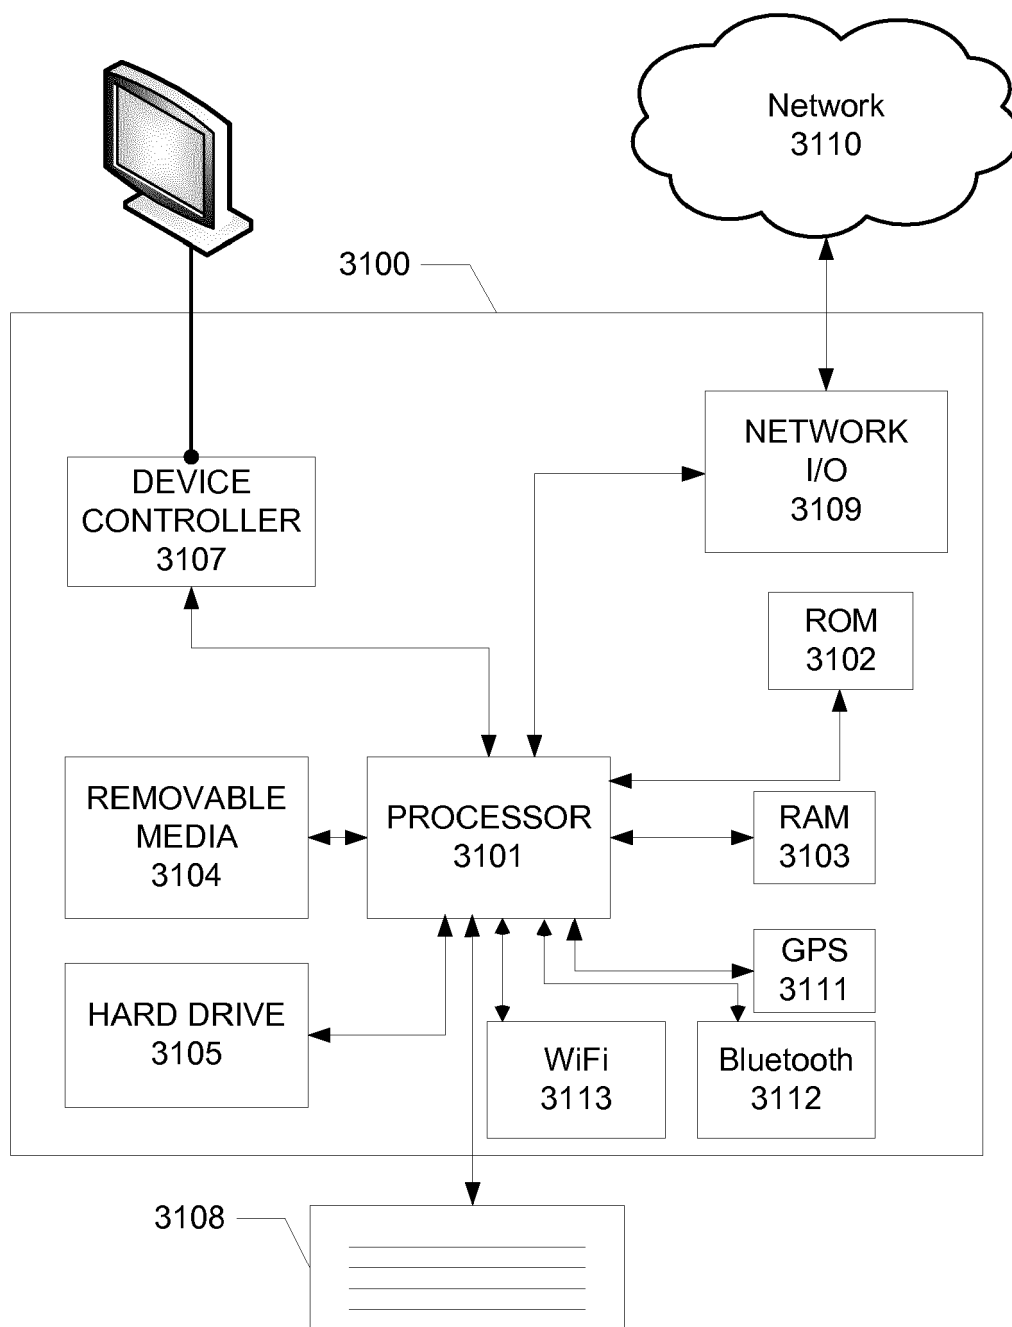 Network
3110
3100
NETWORK
I/O
3109
DEVICE
CONTROLLER
3107
ROM
3102
REMOVABLE
MEDIA
3104
PROCESSOR
3101
RAM
3103
GPS
3111
HARD DRIVE
3105
WiFi
3113
Bluetooth
3112
3108